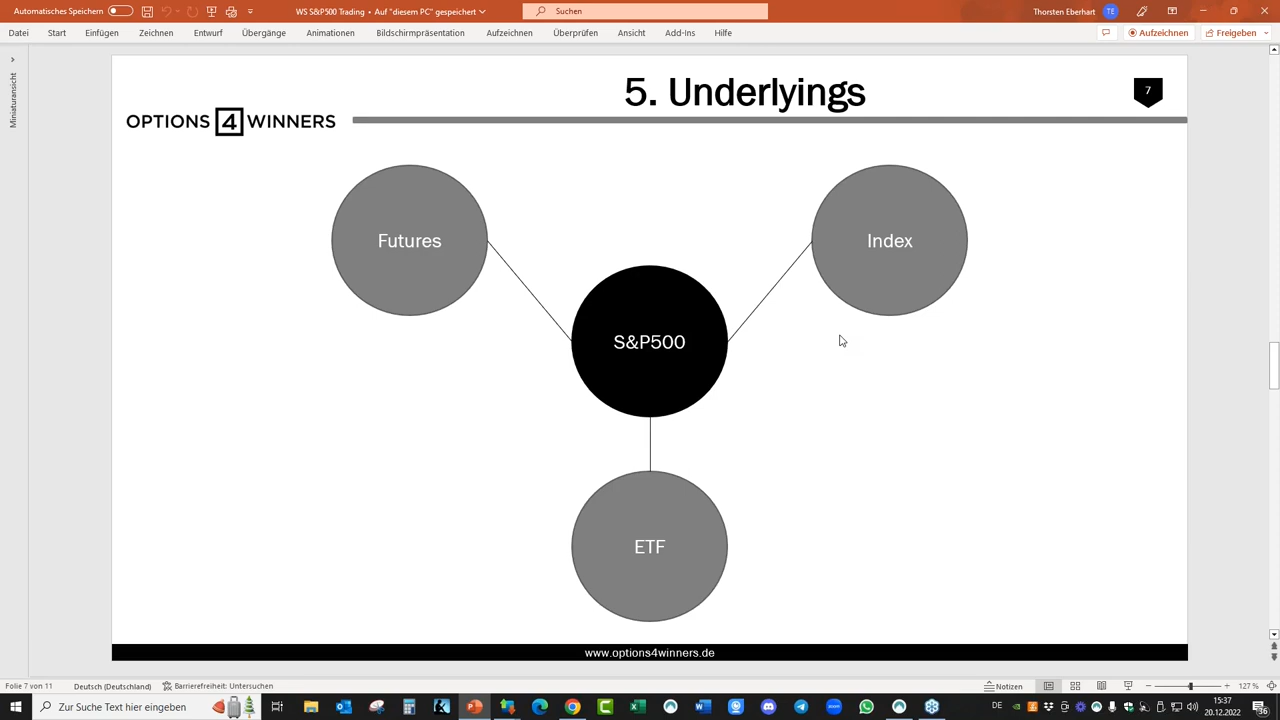 Automatisches Speichern
WS S&P500 Trading • Auf "diesem PC" gespeichert
Suchen
Thorsten Eberhart
TE
Datei Start Einfügen Zeichnen Entwurf Übergänge Animationen Bildschirmpräsentation Aufzeichnen Überprüfen Ansicht Add-Ins Hilfe
Aufzeichnen
Freigeben
Miniaturansicht
5. Underlyings
7
OPTIONS 4 WINNERS
Futures
Index
S&P500
ETF
www.options4winners.de
Folie 7 von 11
Deutsch (Deutschland)
Barrierefreiheit: Untersuchen
Notizen
127 %
Zur Suche Text hier eingeben
DE
15:37
20.12.2022
36